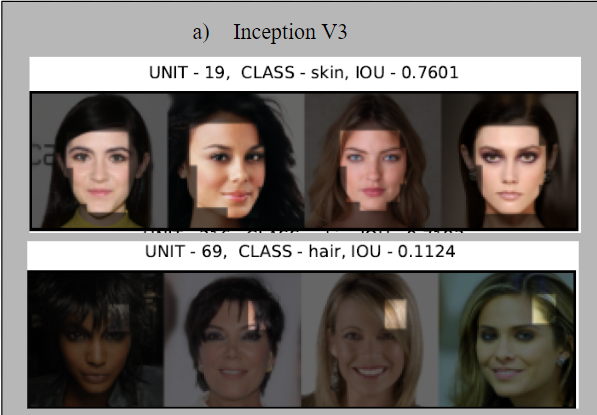 a) Inception V3
UNIT - 19, CLASS - skin, IOU - 0.7601
UNIT - 69, CLASS - hair, IOU - 0.1124